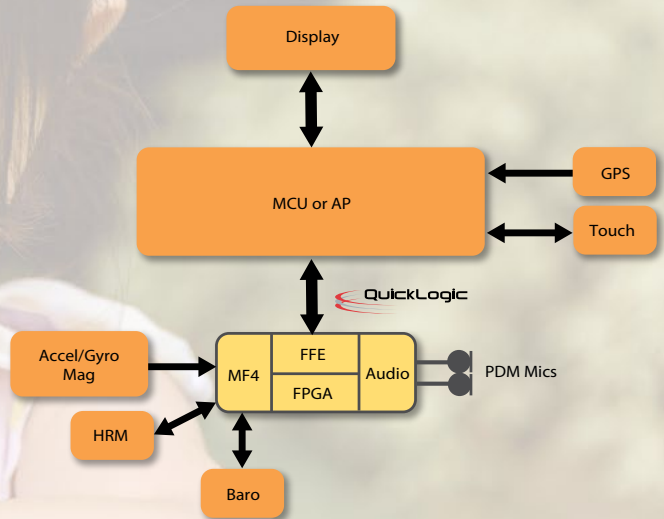 Display
MCU or AP
GPS
Touch
QuickLogic
Accel/Gyro
Mag
MF4
FFE
FPGA
Audio
PDM Mics
HRM
Baro